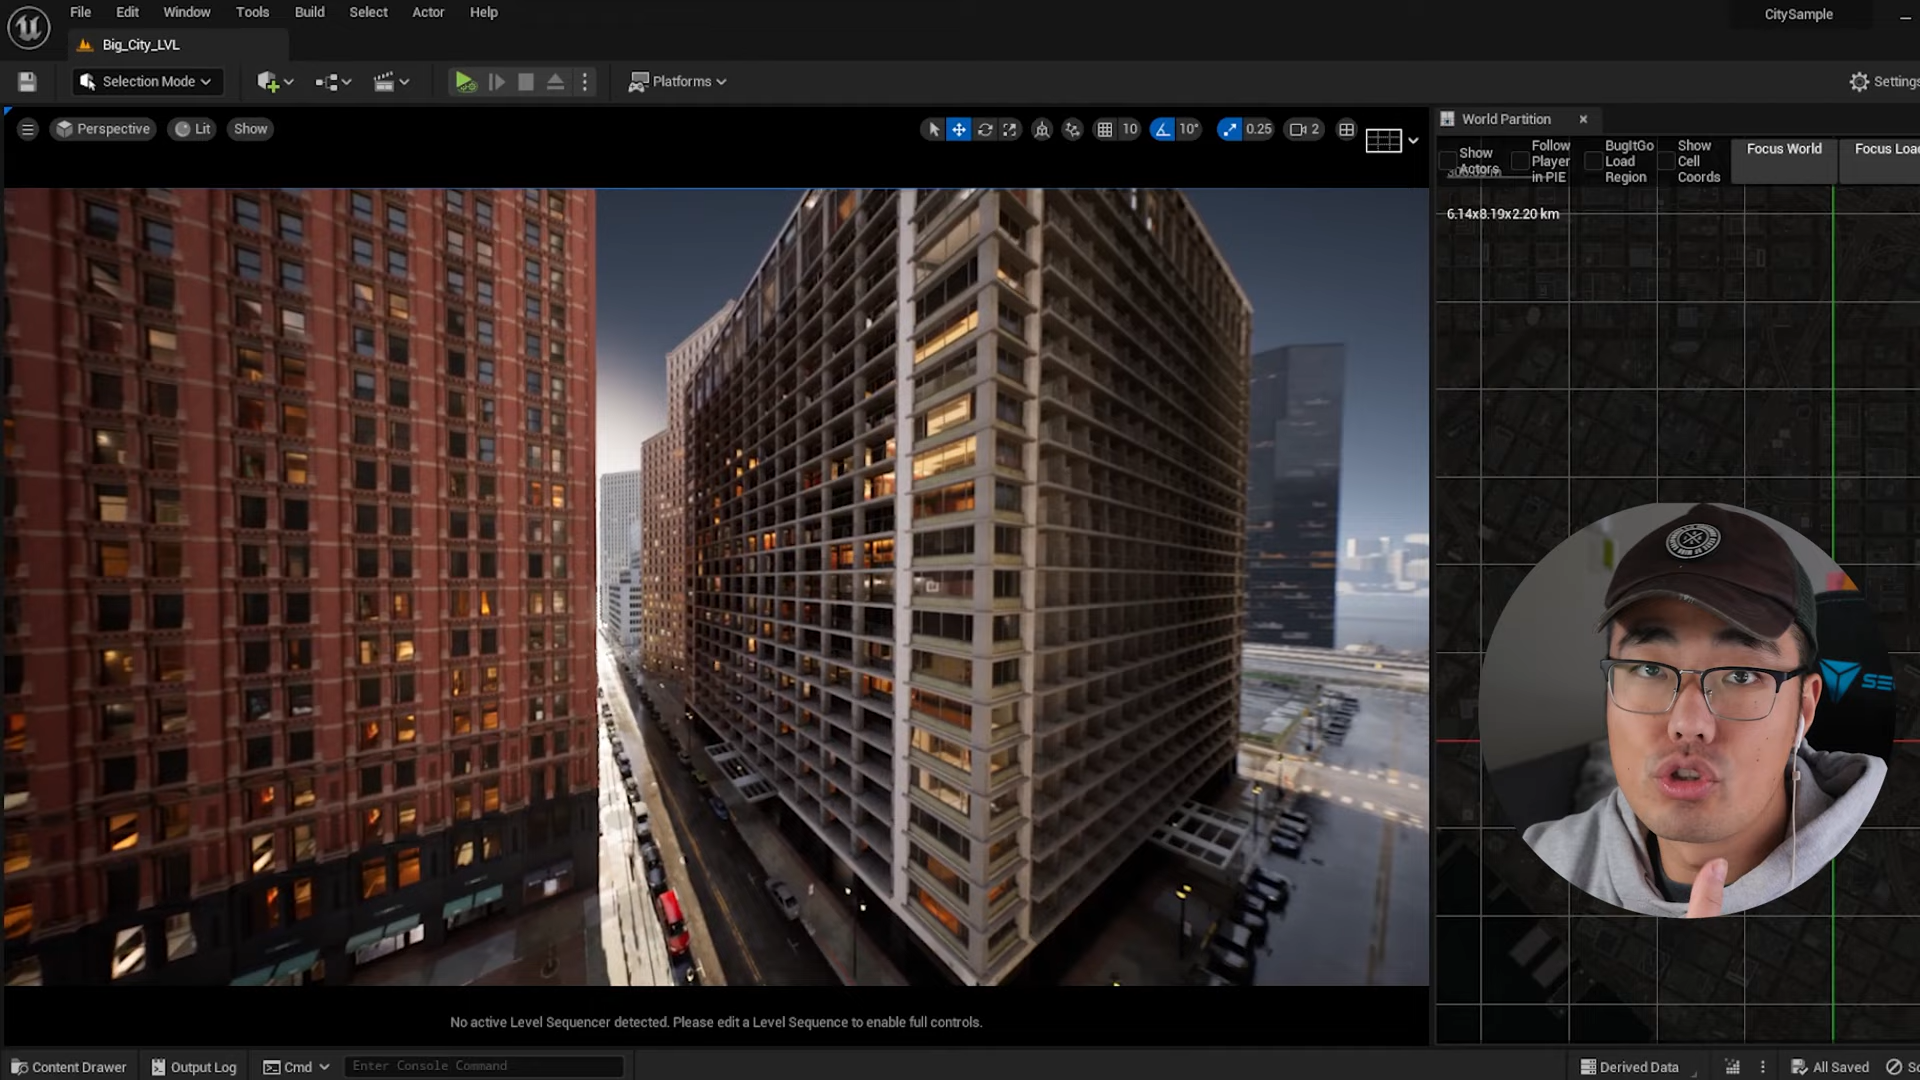 File Edit Window Tools Build Select Actor Help
CitySample
Big_City_LVL
Selection Mode
Platforms
Settings
Perspective Lit Show
10 10° 0.25 2
World Partition
Show Actors
Follow Player in PIE
BugItGo Load Region
Show Cell Coords
Focus World
Focus Loa
6.14x8.19x2.20 km
SE
No active Level Sequencer detected. Please edit a Level Sequence to enable full controls.
Content Drawer Output Log Cmd Enter Console Command
Derived Data All Saved